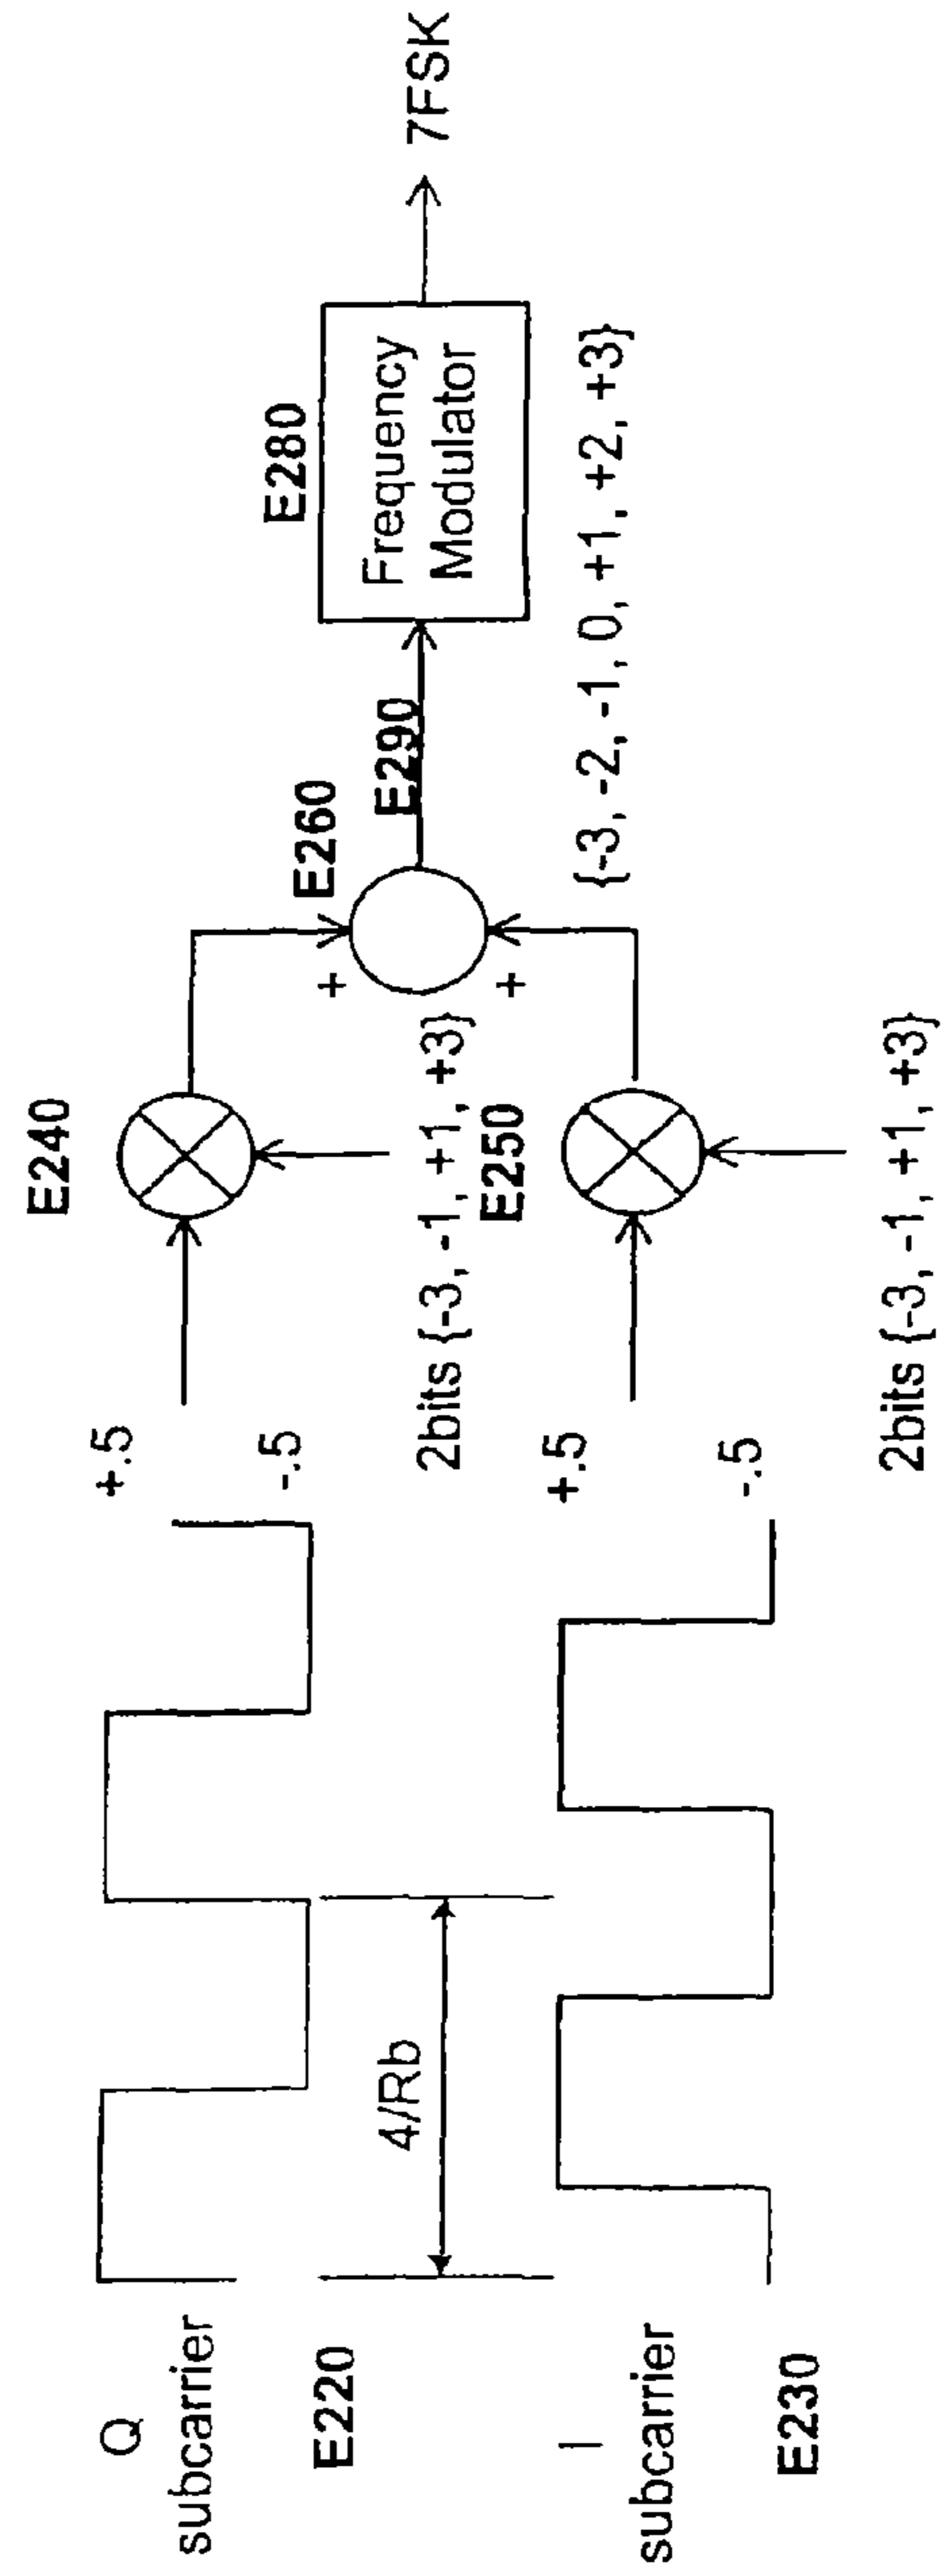 Q
subcarrier
E220
+.5
-.5
E240
2bits {-3, -1, +1, +3}
4/Rb
I
subcarrier
E230
+.5
-.5
E250
2bits {-3, -1, +1, +3}
+
+
E260
E290
{-3, -2, -1, 0, +1, +2, +3}
E280
Frequency
Modulator
7FSK